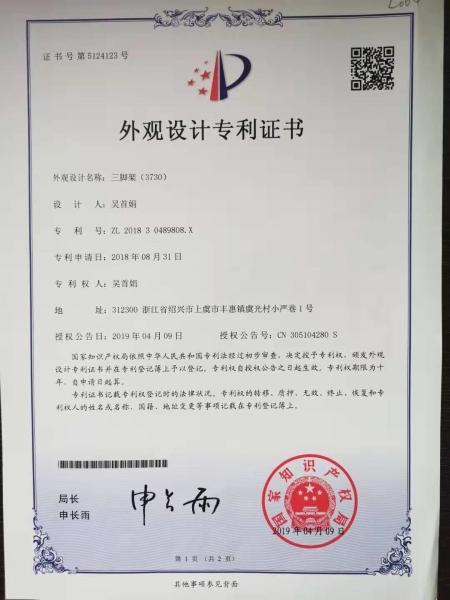 证书号第5124123号
外观设计专利证书
外观设计名称：三脚架（3730）
设计人：吴首娟
专利号：ZL 2018 3 0489808.X
专利申请日：2018年08月31日
专利权人：吴首娟
地址：312300 浙江省绍兴市上虞市丰惠镇虞光村小严巷1号
授权公告日：2019年04月09日 授权公告号：CN 305104280 S
国家知识产权局依照中华人民共和国专利法经过初步审查，决定授予专利权，颁发外观
设计专利证书并在专利登记簿上予以登记。专利权自授权公告之日起生效。专利权期限为十
年，自申请日起算。
专利证书记载专利权登记时的法律状况。专利权的转移、质押、无效、终止、恢复和专利
权人的姓名或名称、国籍、地址变更等事项记载在专利登记簿上。
局长
申长雨
申长雨
国家知识产权局
2019年04月09日
第 1 页（共 2 页）
其他事项参见背面